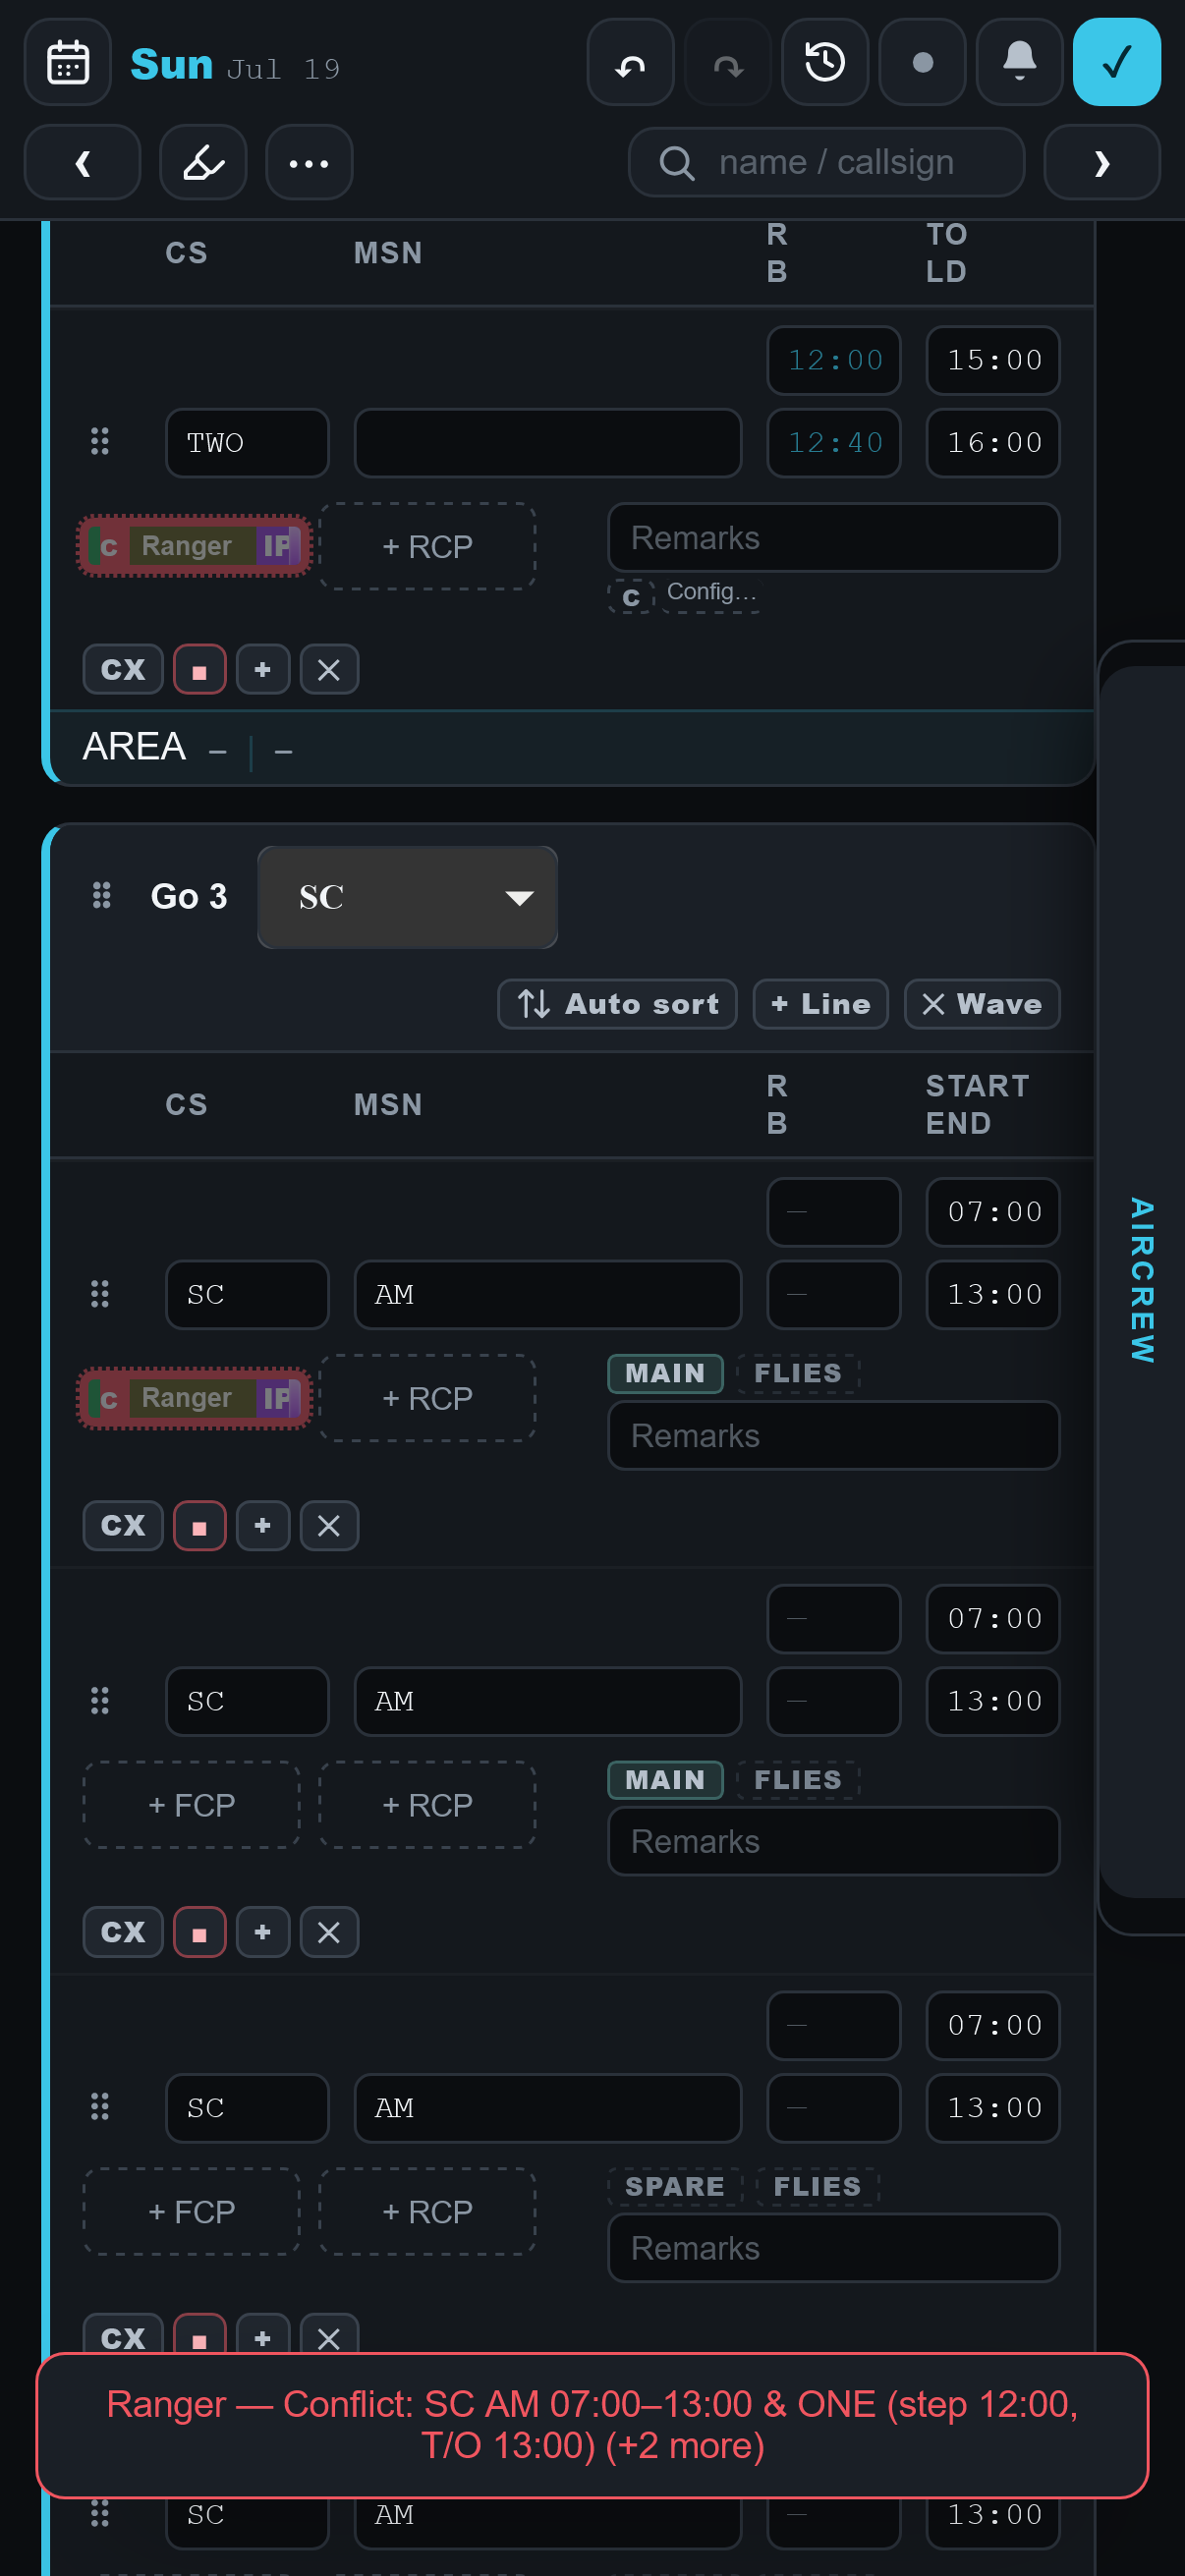 Sun Jul 19
name / callsign
CS MSN R B TO LD
12:00 15:00
TWO 12:40 16:00
C Ranger IP + RCP Remarks
C Config...
CX + ×
AREA – | –
Go 3 SC
Auto sort + Line × Wave
CS MSN R B START END
— 07:00
SC AM — 13:00
C Ranger IP + RCP MAIN FLIES
Remarks
CX + ×
— 07:00
SC AM — 13:00
+ FCP + RCP MAIN FLIES
Remarks
CX + ×
— 07:00
SC AM — 13:00
+ FCP + RCP SPARE FLIES
Remarks
CX + ×
Ranger — Conflict: SC AM 07:00–13:00 & ONE (step 12:00,
T/O 13:00) (+2 more)
SC AM — 13:00
AIRCREW